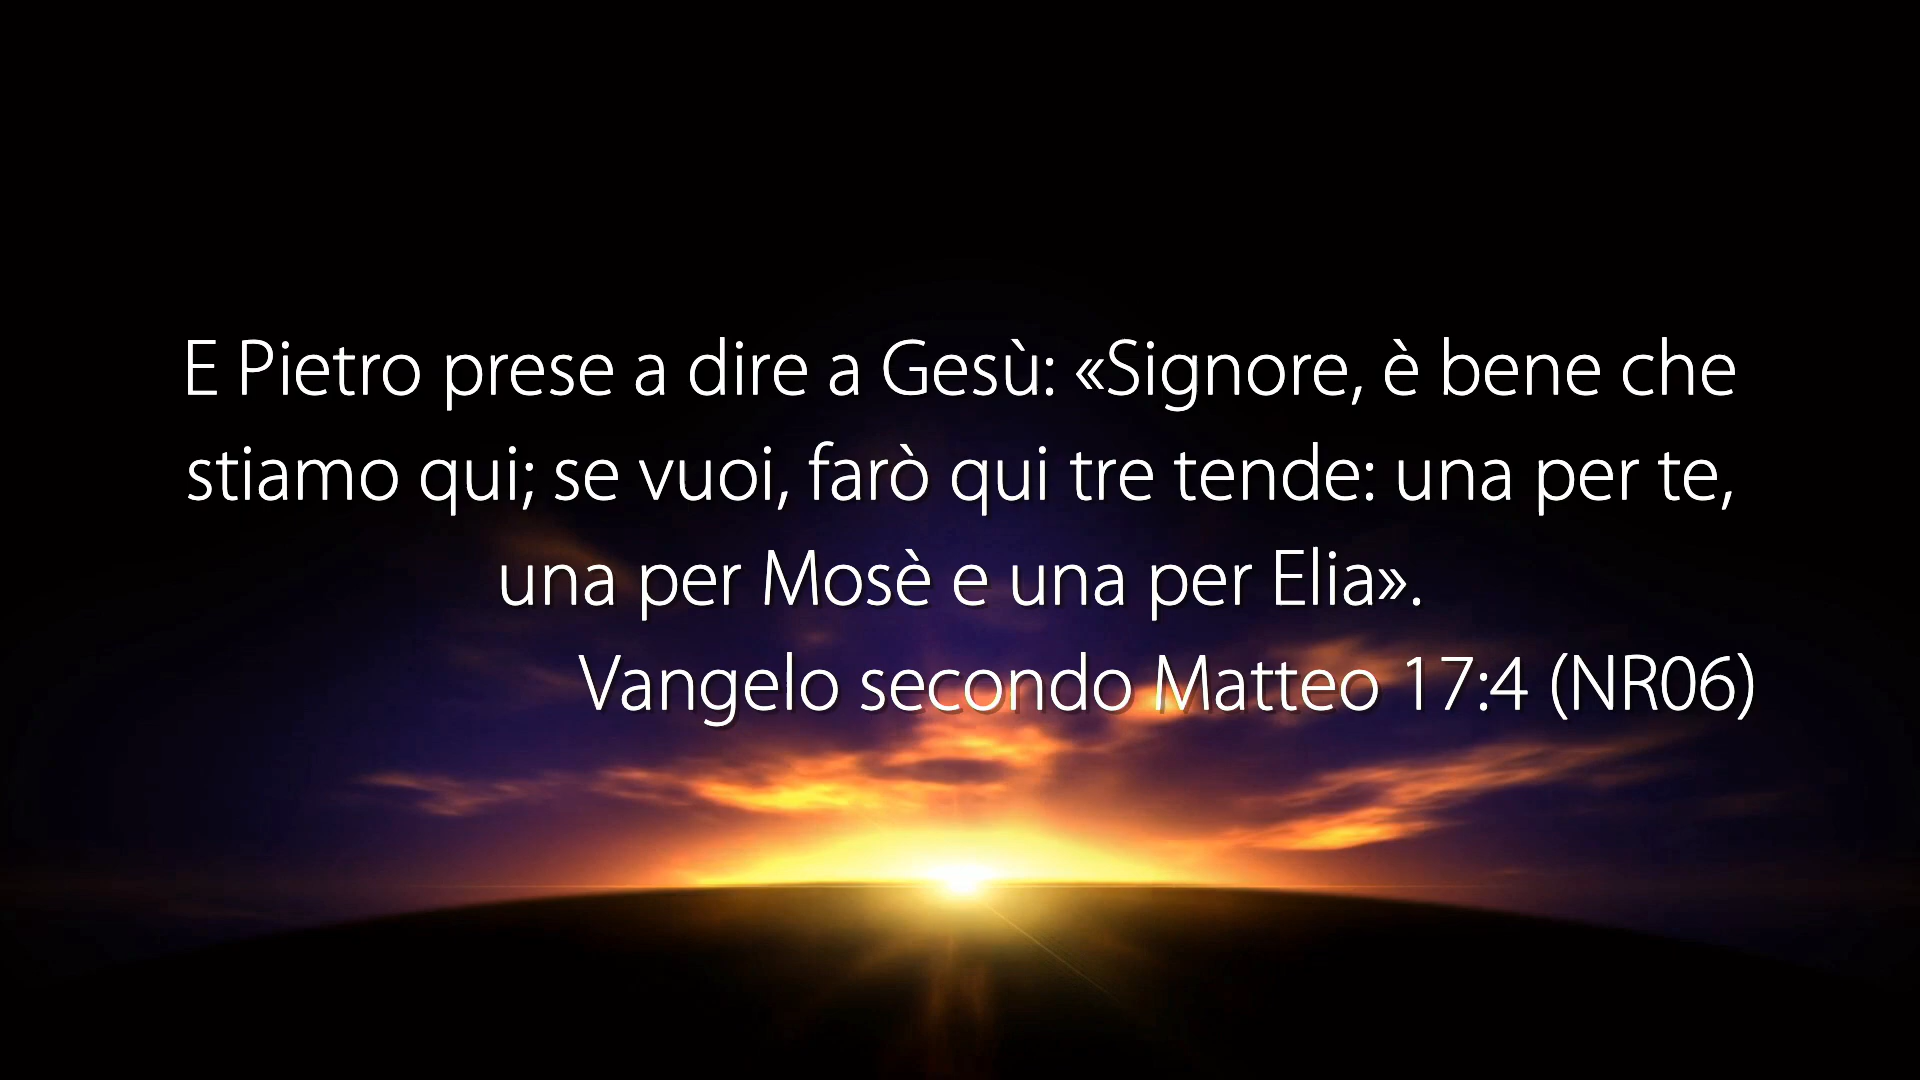 E Pietro prese a dire a Gesù: «Signore, è bene che
stiamo qui; se vuoi, farò qui tre tende: una per te,
una per Mosè e una per Elia».
Vangelo secondo Matteo 17:4 (NR06)